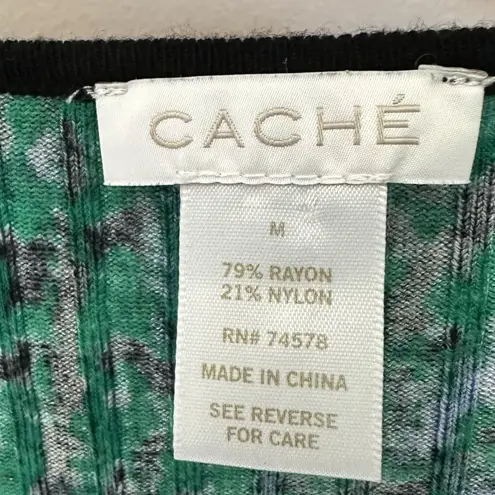 CACHÉ
M
79% RAYON
21% NYLON
RN# 74578
MADE IN CHINA
SEE REVERSE
FOR CARE